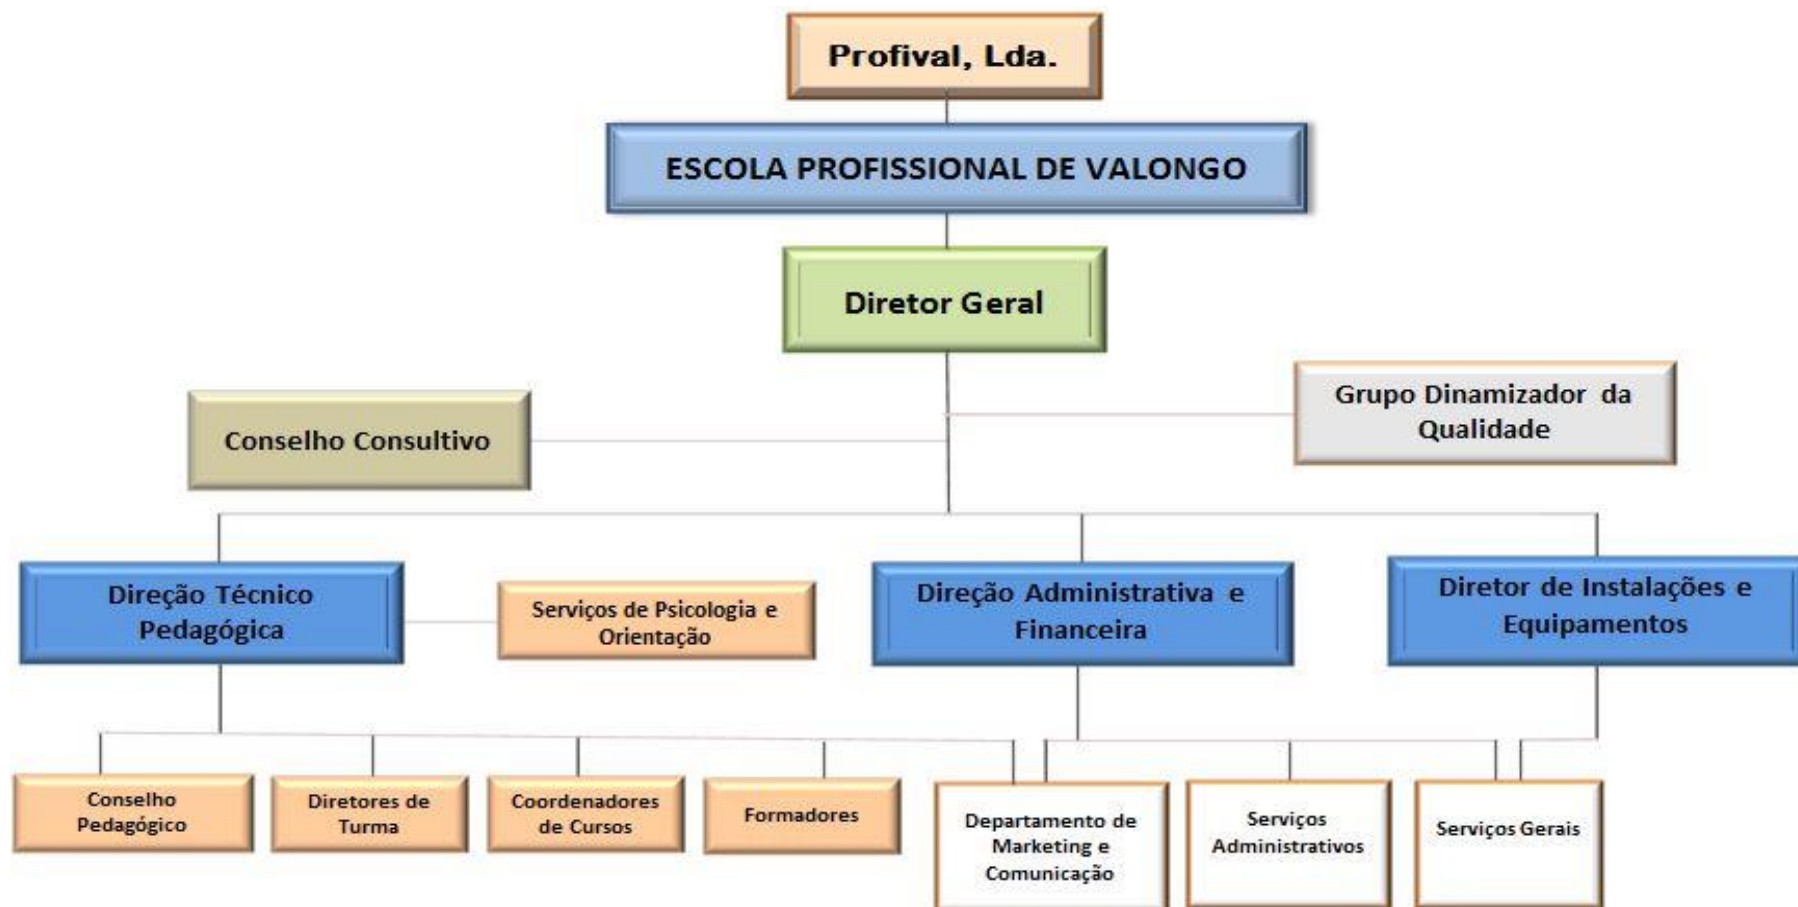 Profival, Lda.
ESCOLA PROFISSIONAL DE VALONGO
Diretor Geral
Conselho Consultivo
Grupo Dinamizador da
Qualidade
Direção Técnico
Pedagógica
Serviços de Psicologia e
Orientação
Direção Administrativa e
Financeira
Diretor de Instalações e
Equipamentos
Conselho
Pedagógico
Diretores de
Turma
Coordenadores
de Cursos
Formadores
Departamento de
Marketing e
Comunicação
Serviços
Administrativos
Serviços Gerais